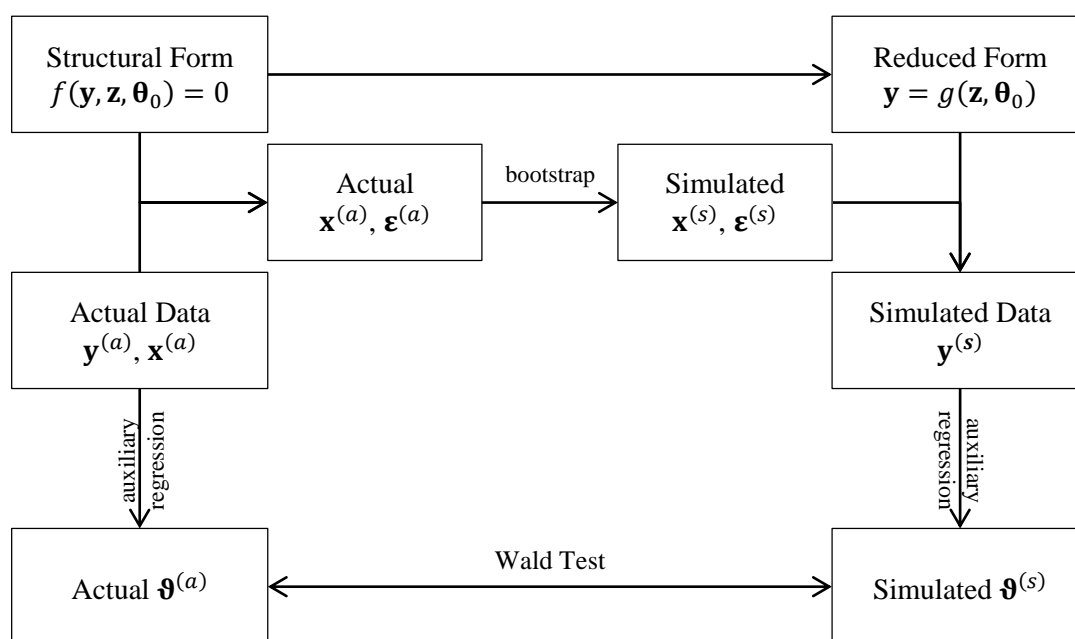 Structural Form
f(𝐲, 𝐳, 𝛉₀) = 0
Reduced Form
𝐲 = g(𝐳, 𝛉₀)
Actual
𝐱⁽ᵃ⁾, 𝛆⁽ᵃ⁾
bootstrap
Simulated
𝐱⁽ˢ⁾, 𝛆⁽ˢ⁾
Actual Data
𝐲⁽ᵃ⁾, 𝐱⁽ᵃ⁾
Simulated Data
𝐲⁽ˢ⁾
auxiliary
regression
auxiliary
regression
Actual 𝛝⁽ᵃ⁾
Wald Test
Simulated 𝛝⁽ˢ⁾